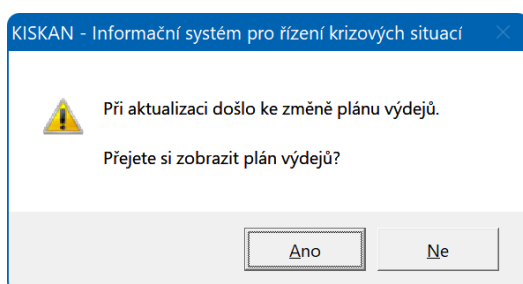 KISKAN - Informační systém pro řízení krizových situací
Při aktualizaci došlo ke změně plánu výdejů.
Přejete si zobrazit plán výdejů?
Ano
Ne